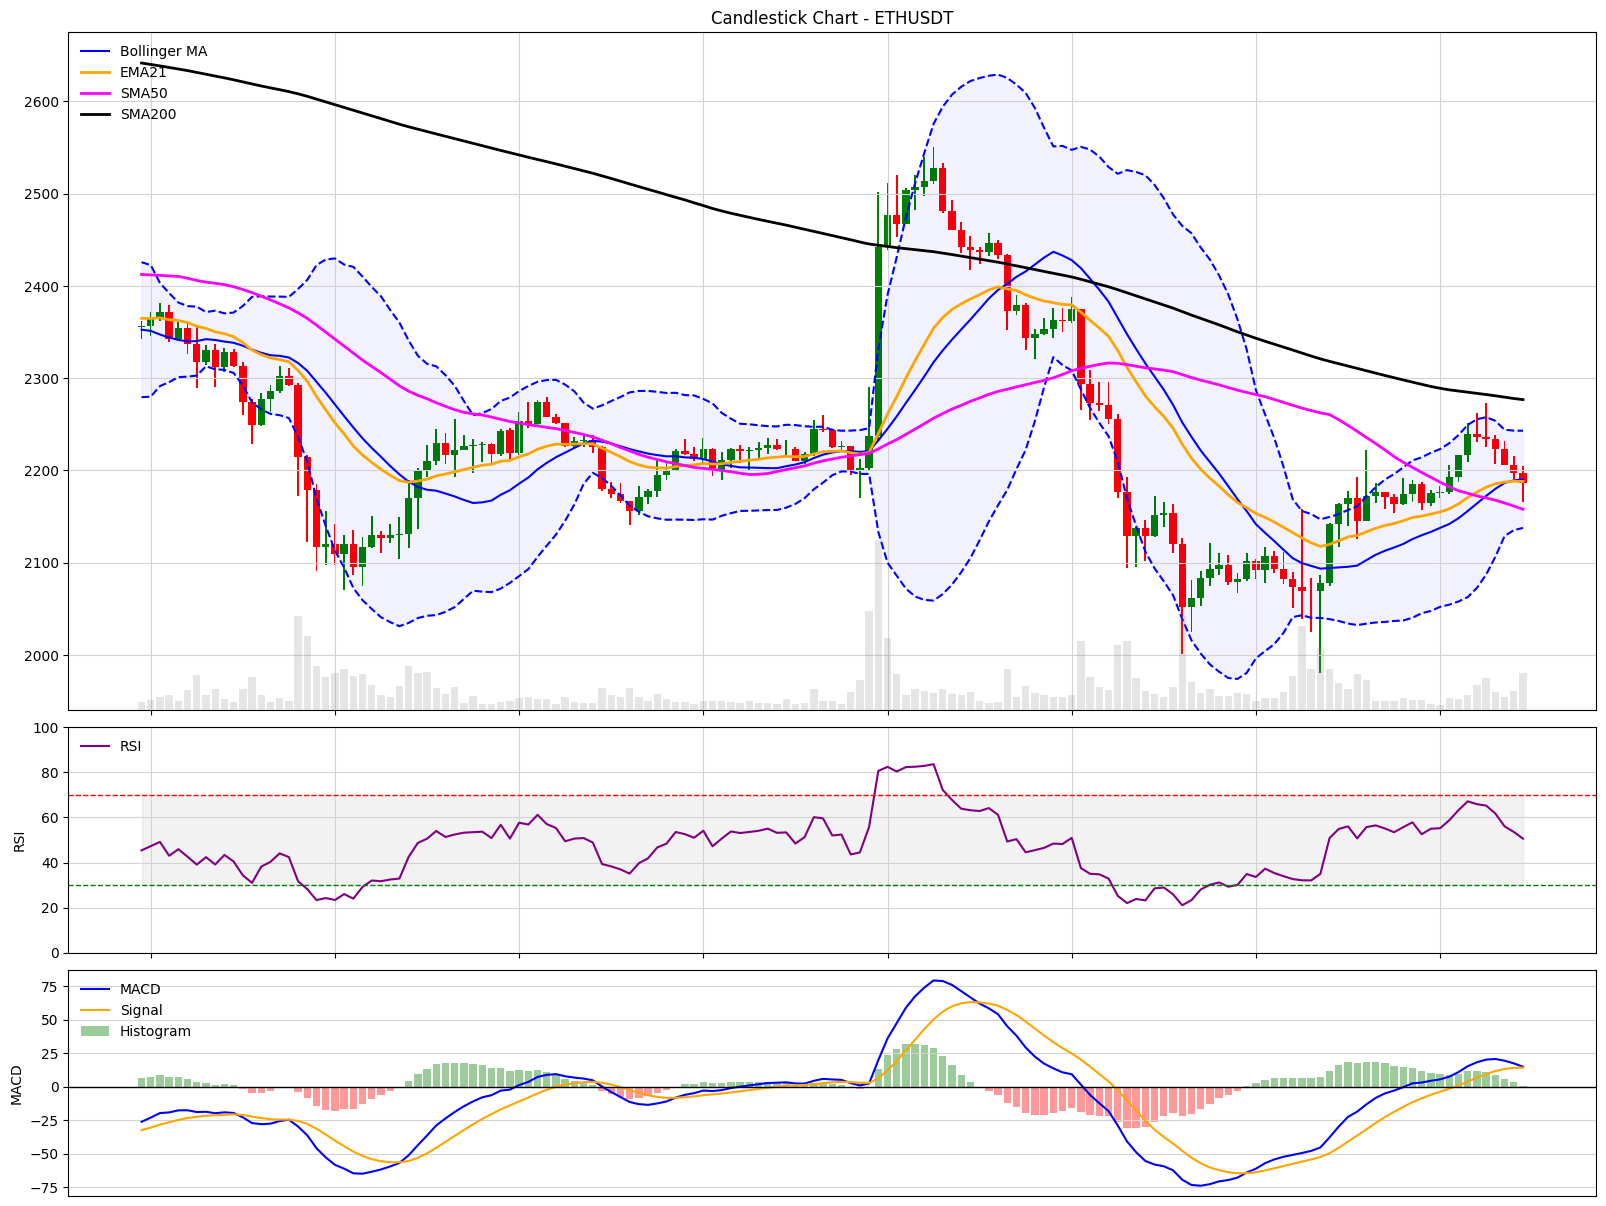 Candlestick Chart - ETHUSDT
Bollinger MA
EMA21
SMA50
SMA200
2600
2500
2400
2300
2200
2100
2000
RSI
100
80
60
40
20
0
RSI
MACD
Signal
Histogram
75
50
25
0
−25
−50
−75
MACD